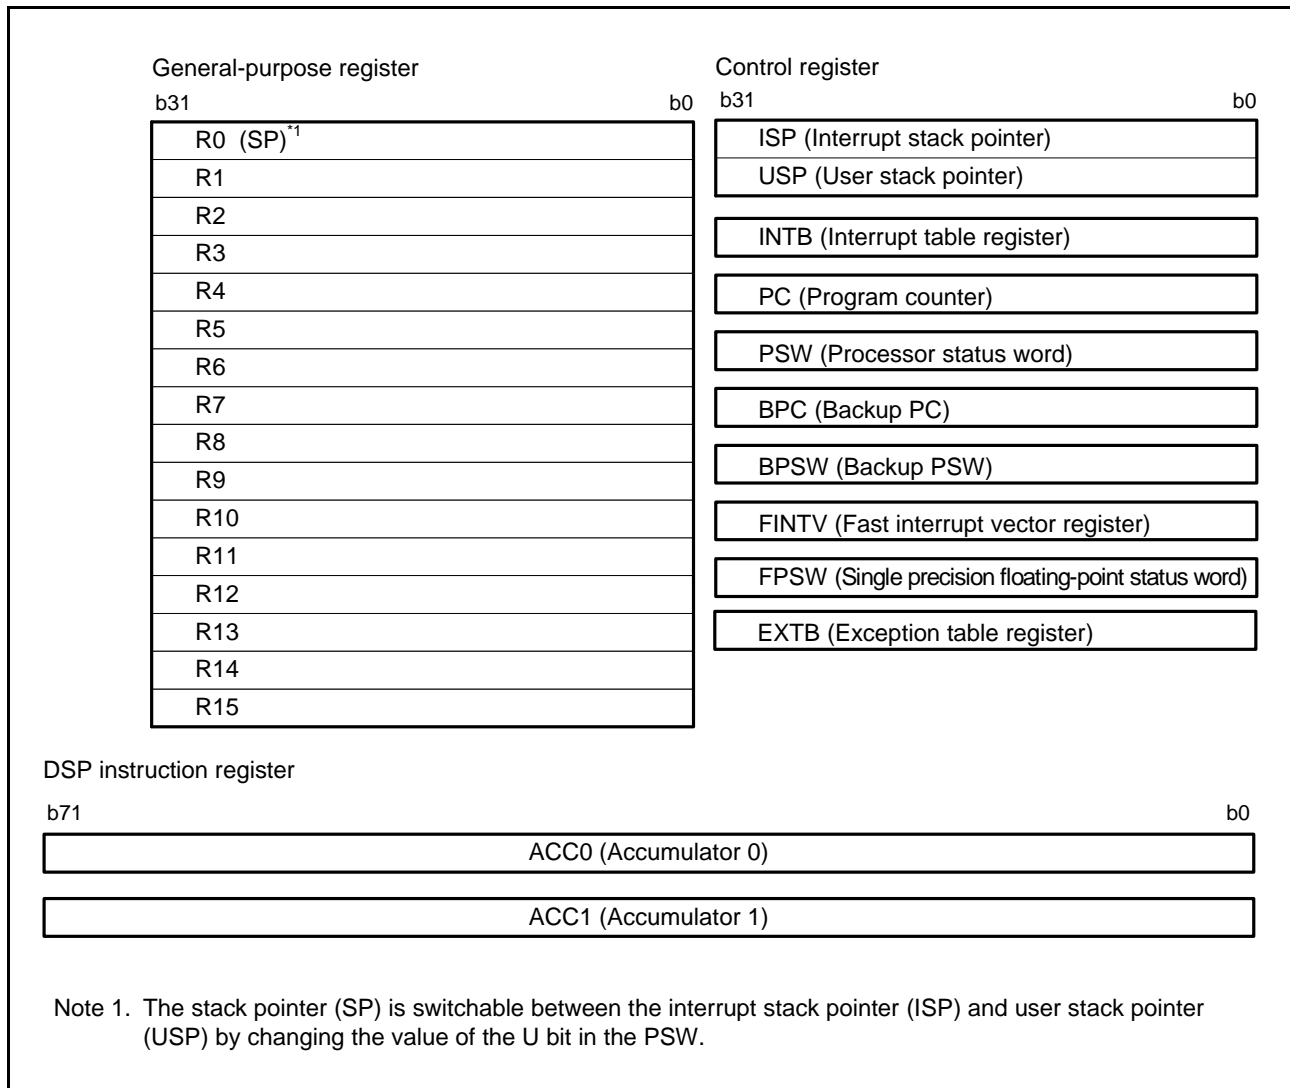 General-purpose register
b31 b0
R0 (SP)*1
R1
R2
R3
R4
R5
R6
R7
R8
R9
R10
R11
R12
R13
R14
R15
Control register
b31 b0
ISP (Interrupt stack pointer)
USP (User stack pointer)
INTB (Interrupt table register)
PC (Program counter)
PSW (Processor status word)
BPC (Backup PC)
BPSW (Backup PSW)
FINTV (Fast interrupt vector register)
FPSW (Single precision floating-point status word)
EXTB (Exception table register)
DSP instruction register
b71 b0
ACC0 (Accumulator 0)
ACC1 (Accumulator 1)
Note 1. The stack pointer (SP) is switchable between the interrupt stack pointer (ISP) and user stack pointer
(USP) by changing the value of the U bit in the PSW.